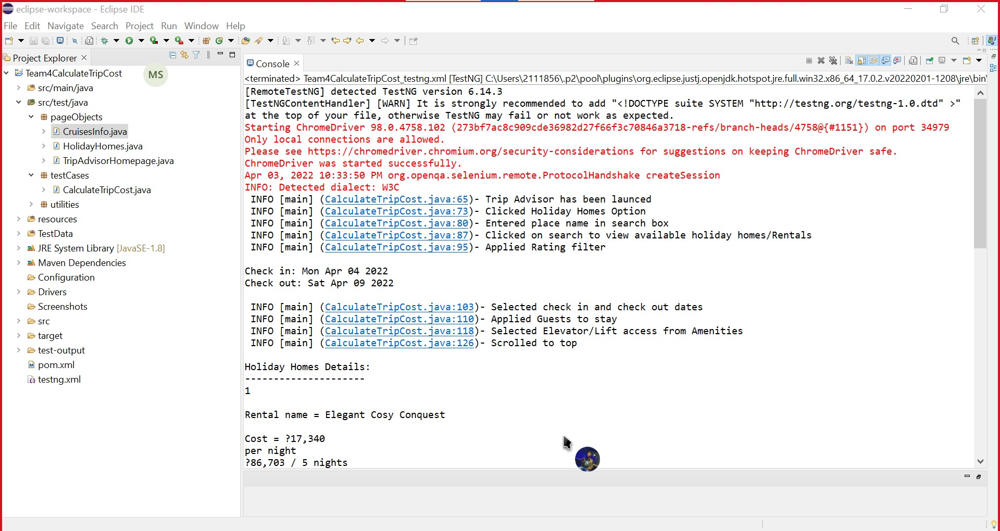 eclipse-workspace - Eclipse IDE
File Edit Navigate Search Project Run Window Help
Project Explorer
Team4CalculateTripCost
MS
src/main/java
src/test/java
pageObjects
CruisesInfo.java
HolidayHomes.java
TripAdvisorHomepage.java
testCases
CalculateTripCost.java
utilities
resources
TestData
JRE System Library [JavaSE-1.8]
Maven Dependencies
Configuration
Drivers
Screenshots
src
target
test-output
pom.xml
testng.xml
Console
<terminated> Team4CalculateTripCost_testng.xml [TestNG] C:\Users\2111856\.p2\pool\plugins\org.eclipse.justj.openjdk.hotspot.jre.full.win32.x86_64_17.0.2.v20220201-1208\jre\bin\
[RemoteTestNG] detected TestNG version 6.14.3
[TestNGContentHandler] [WARN] It is strongly recommended to add "<!DOCTYPE suite SYSTEM "http://testng.org/testng-1.0.dtd" >"
at the top of your file, otherwise TestNG may fail or not work as expected.
Starting ChromeDriver 98.0.4758.102 (273bf7ac8c909cde36982d27f66f3c70846a3718-refs/branch-heads/4758@{#1151}) on port 34979
Only local connections are allowed.
Please see https://chromedriver.chromium.org/security-considerations for suggestions on keeping ChromeDriver safe.
ChromeDriver was started successfully.
Apr 03, 2022 10:33:50 PM org.openqa.selenium.remote.ProtocolHandshake createSession
INFO: Detected dialect: W3C
INFO [main] (CalculateTripCost.java:65)- Trip Advisor has been launced
INFO [main] (CalculateTripCost.java:73)- Clicked Holiday Homes Option
INFO [main] (CalculateTripCost.java:80)- Entered place name in search box
INFO [main] (CalculateTripCost.java:87)- Clicked on search to view available holiday homes/Rentals
INFO [main] (CalculateTripCost.java:95)- Applied Rating filter
Check in: Mon Apr 04 2022
Check out: Sat Apr 09 2022
INFO [main] (CalculateTripCost.java:103)- Selected check in and check out dates
INFO [main] (CalculateTripCost.java:110)- Applied Guests to stay
INFO [main] (CalculateTripCost.java:118)- Selected Elevator/Lift access from Amenities
INFO [main] (CalculateTripCost.java:126)- Scrolled to top
Holiday Homes Details:
---------------------
1
Rental name = Elegant Cosy Conquest
Cost = ?17,340
per night
?86,703 / 5 nights